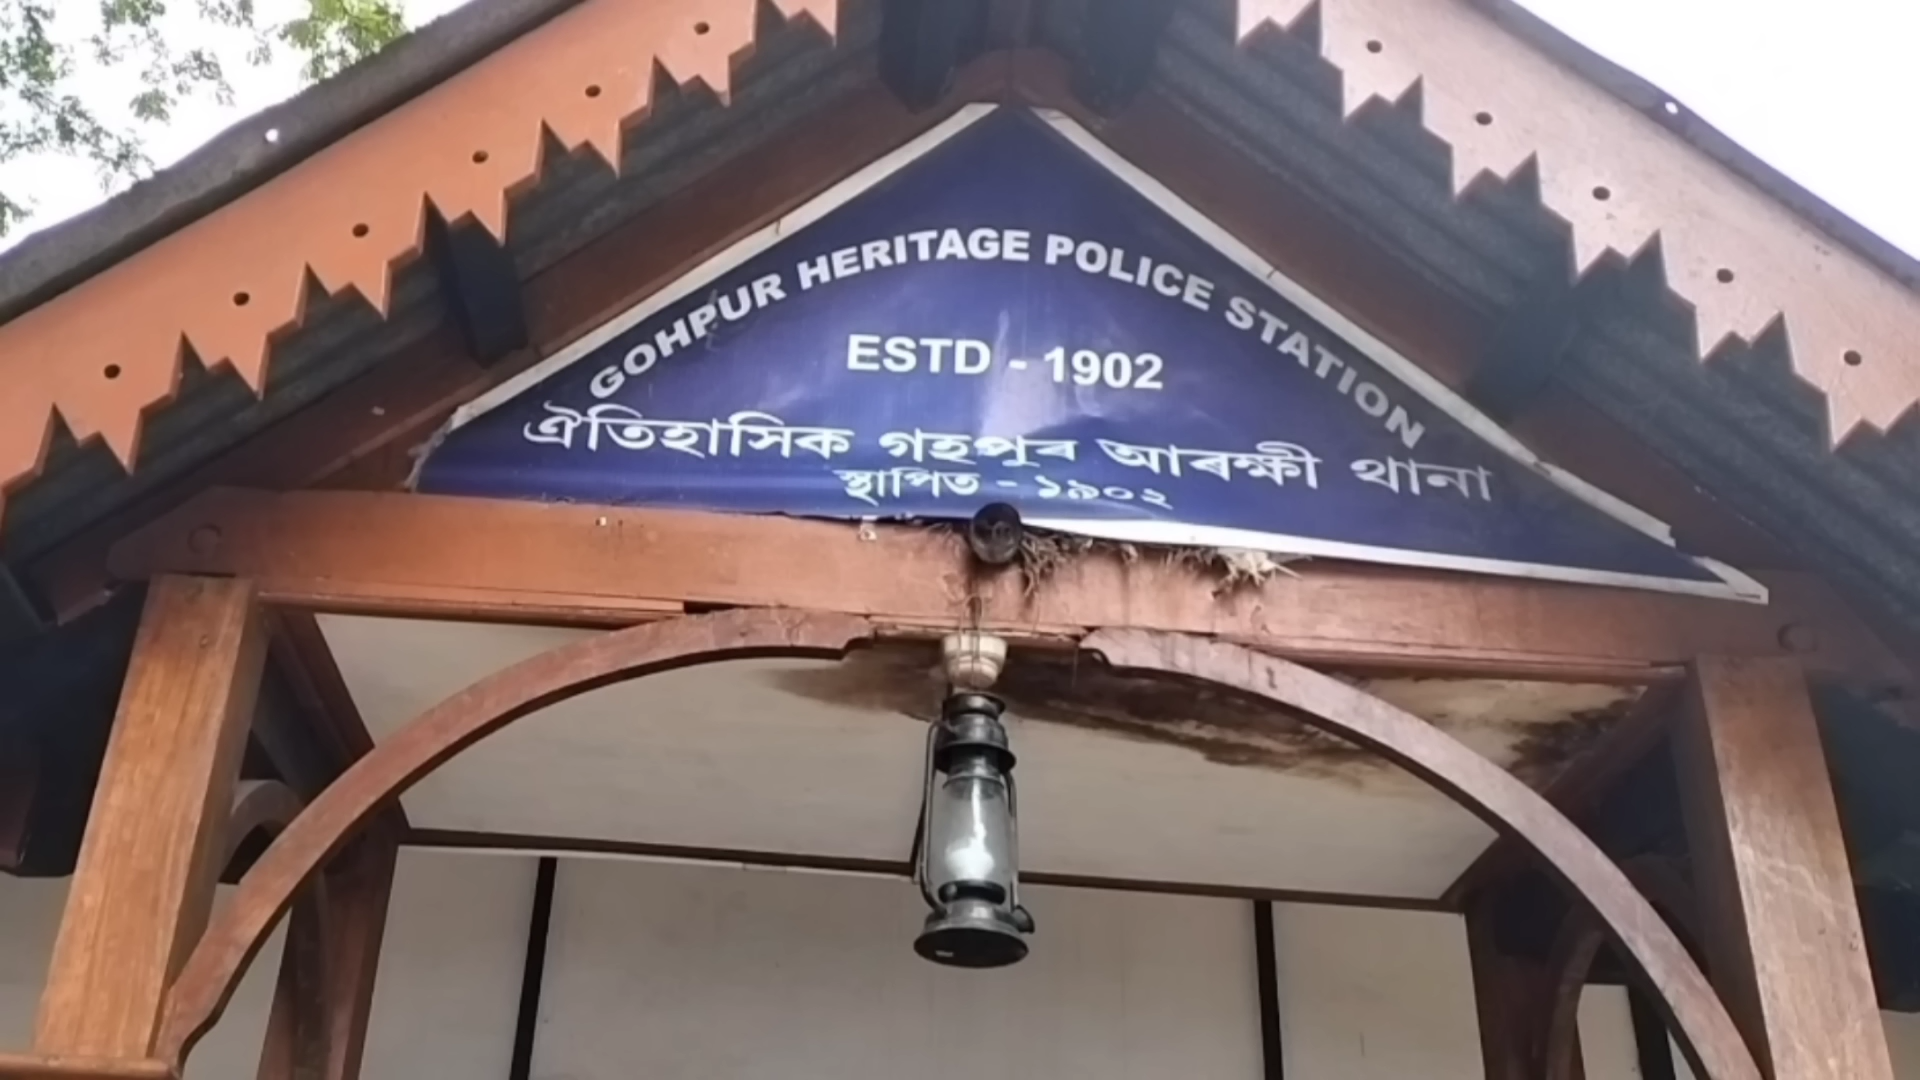 GOHPUR HERITAGE POLICE STATION
ESTD - 1902
ঐতিহাসিক গহপুৰ আৰক্ষী থানা
স্থাপিত - ১৯০২